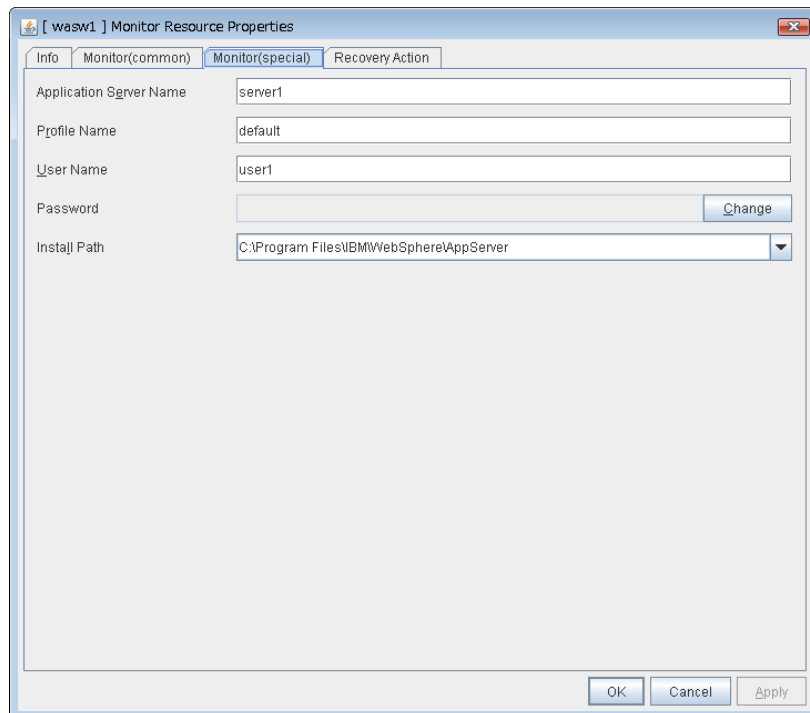 [ wasw1 ] Monitor Resource Properties
Info Monitor(common) Monitor(special) Recovery Action
Application Server Name server1
Profile Name default
User Name user1
Password Change
Install Path C:\Program Files\IBM\WebSphere\AppServer
OK Cancel Apply